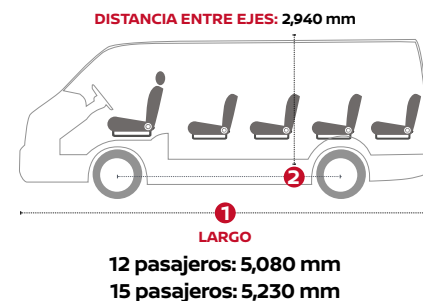 DISTANCIA ENTRE EJES: 2,940 mm
2
1
LARGO
12 pasajeros: 5,080 mm
15 pasajeros: 5,230 mm